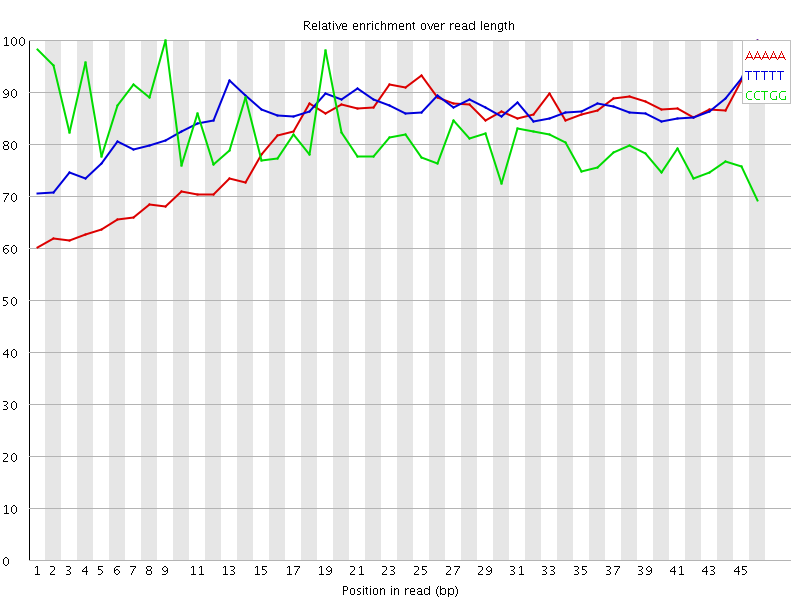 Relative enrichment over read length
100
90
80
70
60
50
40
30
20
10
0
AAAAA
TTTTT
CCTGG
1 2 3 4 5 6 7 8 9 11 13 15 17 19 21 23 25 27 29 31 33 35 37 39 41 43 45
Position in read (bp)